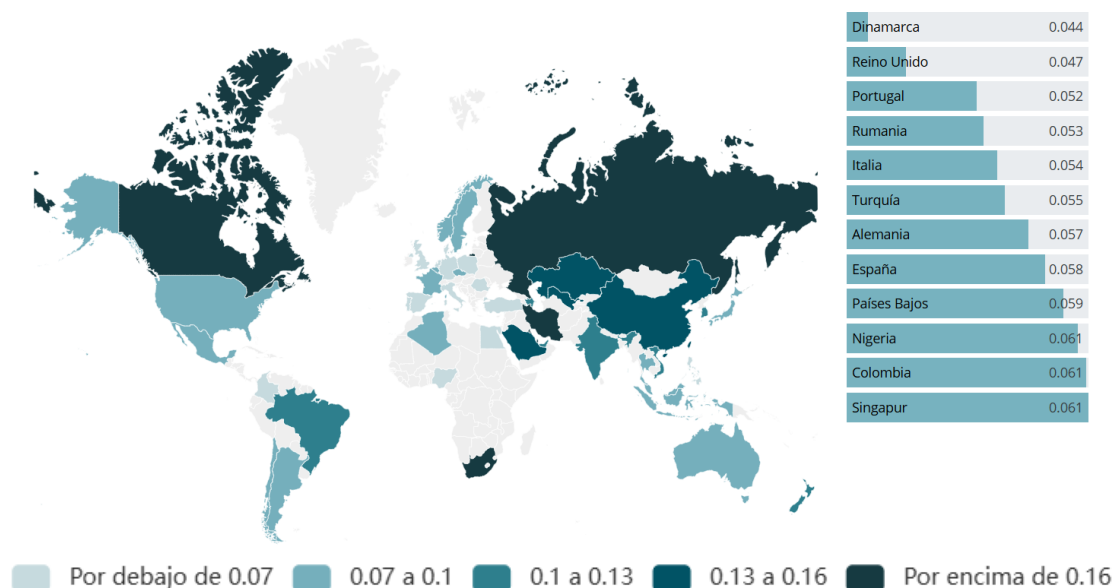 Dinamarca 0.044
Reino Unido 0.047
Portugal 0.052
Rumania 0.053
Italia 0.054
Turquía 0.055
Alemania 0.057
España 0.058
Países Bajos 0.059
Nigeria 0.061
Colombia 0.061
Singapur 0.061
Por debajo de 0.07 0.07 a 0.1 0.1 a 0.13 0.13 a 0.16 Por encima de 0.16